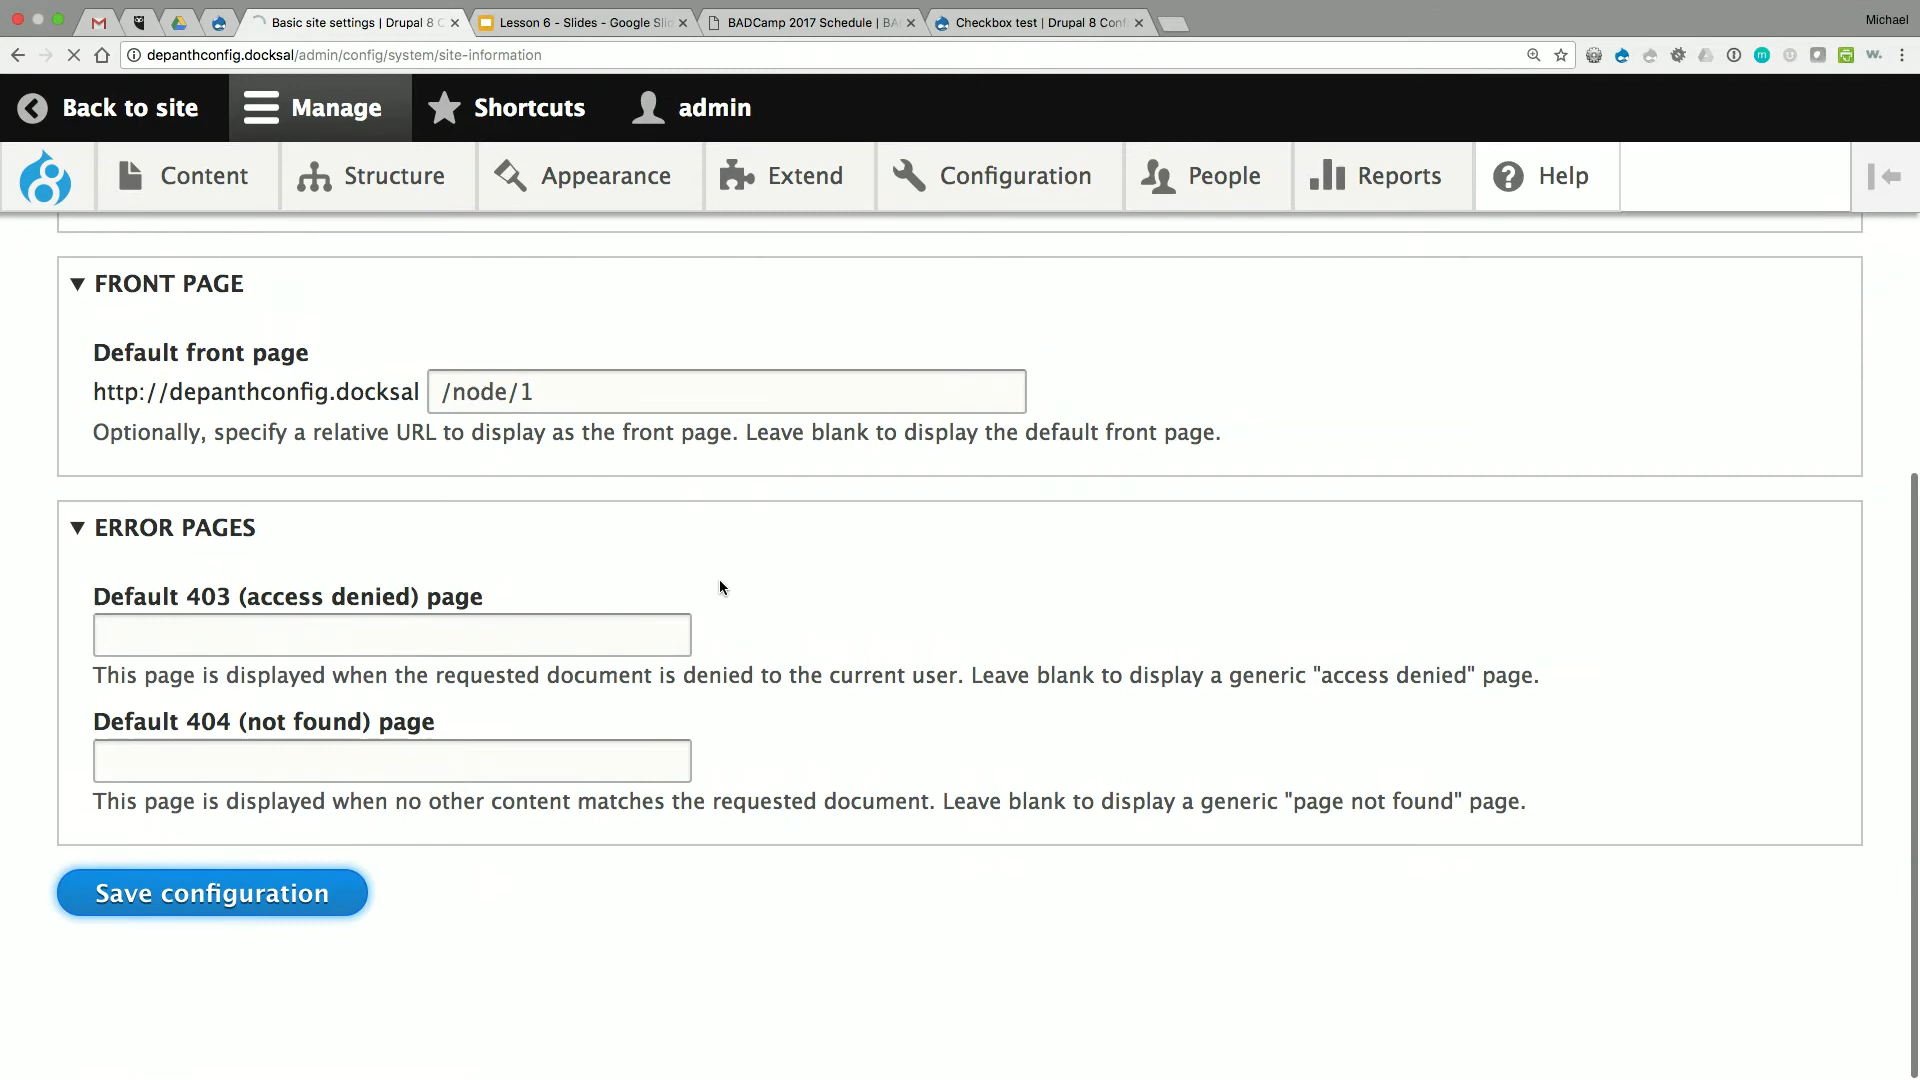 Basic site settings | Drupal 8 C
Lesson 6 - Slides - Google Slid
BADCamp 2017 Schedule | BA
Checkbox test | Drupal 8 Conf
Michael
depanthconfig.docksal/admin/config/system/site-information
Back to site
Manage
Shortcuts
admin
Content
Structure
Appearance
Extend
Configuration
People
Reports
Help
FRONT PAGE
Default front page
http://depanthconfig.docksal /node/1
Optionally, specify a relative URL to display as the front page. Leave blank to display the default front page.
ERROR PAGES
Default 403 (access denied) page
This page is displayed when the requested document is denied to the current user. Leave blank to display a generic "access denied" page.
Default 404 (not found) page
This page is displayed when no other content matches the requested document. Leave blank to display a generic "page not found" page.
Save configuration